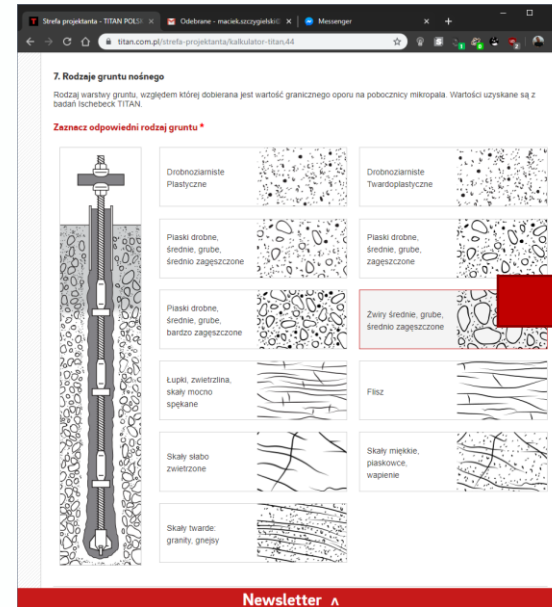 Strefa projektanta - TITAN POLS
Odebrane - maciek.szczygielski
Messenger
titan.com.pl/strefa-projektanta/kalkulator-titan,44
7. Rodzaje gruntu nośnego
Rodzaj warstwy gruntu, względem której dobierana jest wartość granicznego oporu na pobocznicy mikropala. Wartości uzyskane są z
badań Ischebeck TITAN.
Zaznacz odpowiedni rodzaj gruntu *
Drobnoziarniste
Plastyczne
Drobnoziarniste
Twardoplastyczne
Piaski drobne,
średnie, grube,
średnio zagęszczone
Piaski drobne,
średnie, grube,
zagęszczone
Piaski drobne,
średnie, grube,
bardzo zagęszczone
Żwiry średnie, grube,
średnio zagęszczone
Łupki, zwietrzlina,
skały mocno
spękane
Flisz
Skały słabo
zwietrzone
Skały miękkie,
piaskowce,
wapienie
Skały twarde:
granity, gnejsy
Newsletter